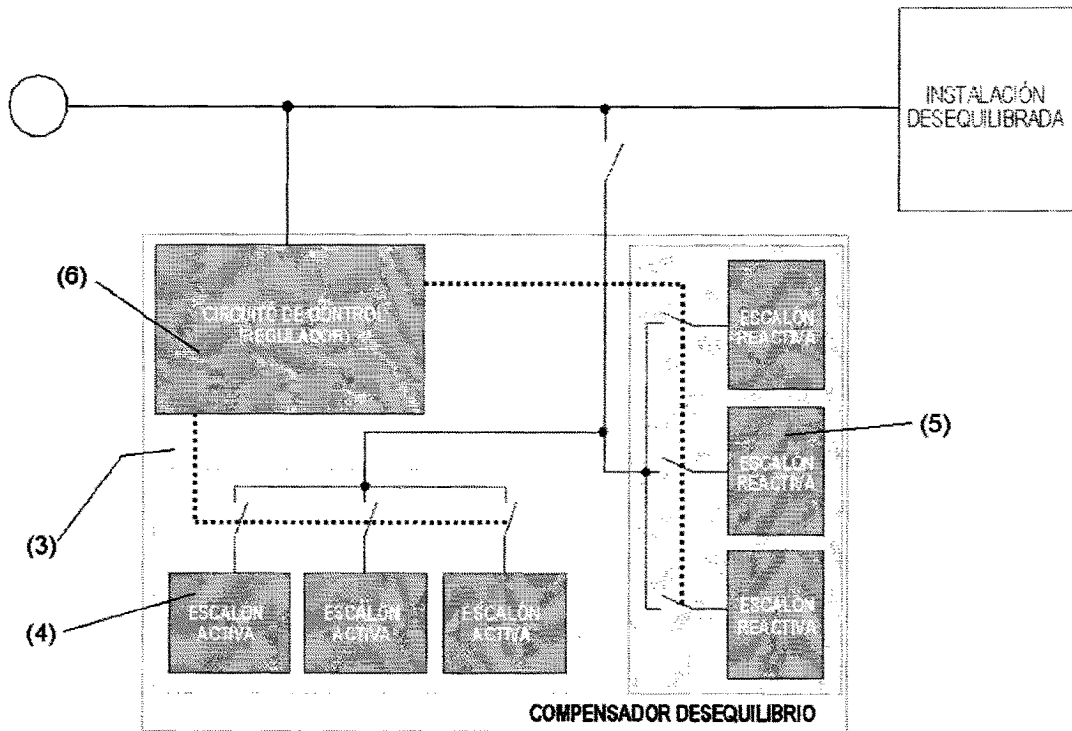 INSTALACIÓN
DESEQUILIBRADA
(6)
CIRCUITO DE CONTROL
(REGULADOR)
ESCALÓN
REACTIVA
(5)
ESCALÓN
REACTIVA
(3)
ESCALÓN
REACTIVA
(4)
ESCALÓN
ACTIVA
ESCALÓN
ACTIVA
ESCALÓN
ACTIVA
COMPENSADOR DESEQUILIBRIO